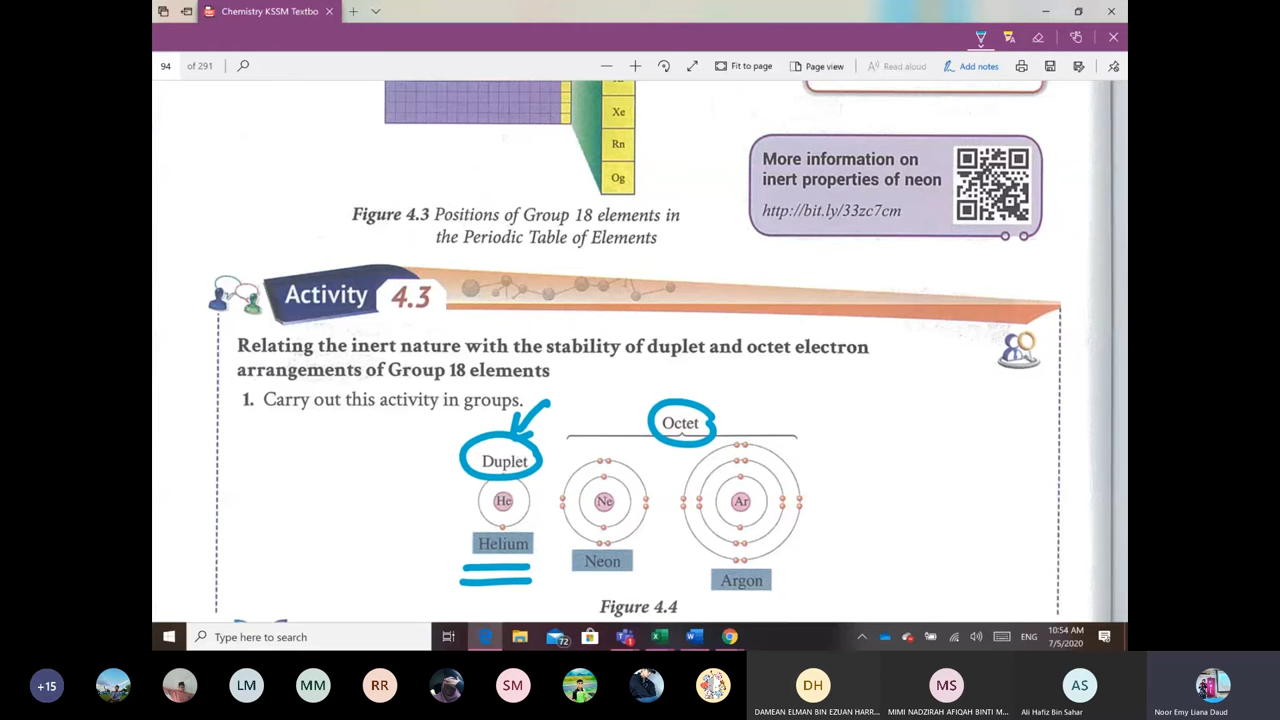 Chemistry KSSM Textbo
94 of 291
Fit to page
Page view
Read aloud
Add notes
Xe
Rn
Og
More information on
inert properties of neon
http://bit.ly/33zc7cm
Figure 4.3 Positions of Group 18 elements in
the Periodic Table of Elements
Activity 4.3
Relating the inert nature with the stability of duplet and octet electron
arrangements of Group 18 elements
1. Carry out this activity in groups.
Octet
Duplet
He
Ne
Ar
Helium
Neon
Argon
Figure 4.4
Type here to search
72
ENG
10:54 AM
7/5/2020
+15
LM
MM
RR
SM
DH
MS
AS
DAMEAN ELMAN BIN EZUAN HARR...
MIMI NADZIRAH AFIQAH BINTI M...
Ali Hafiz Bin Sahar
Noor Emy Liana Daud